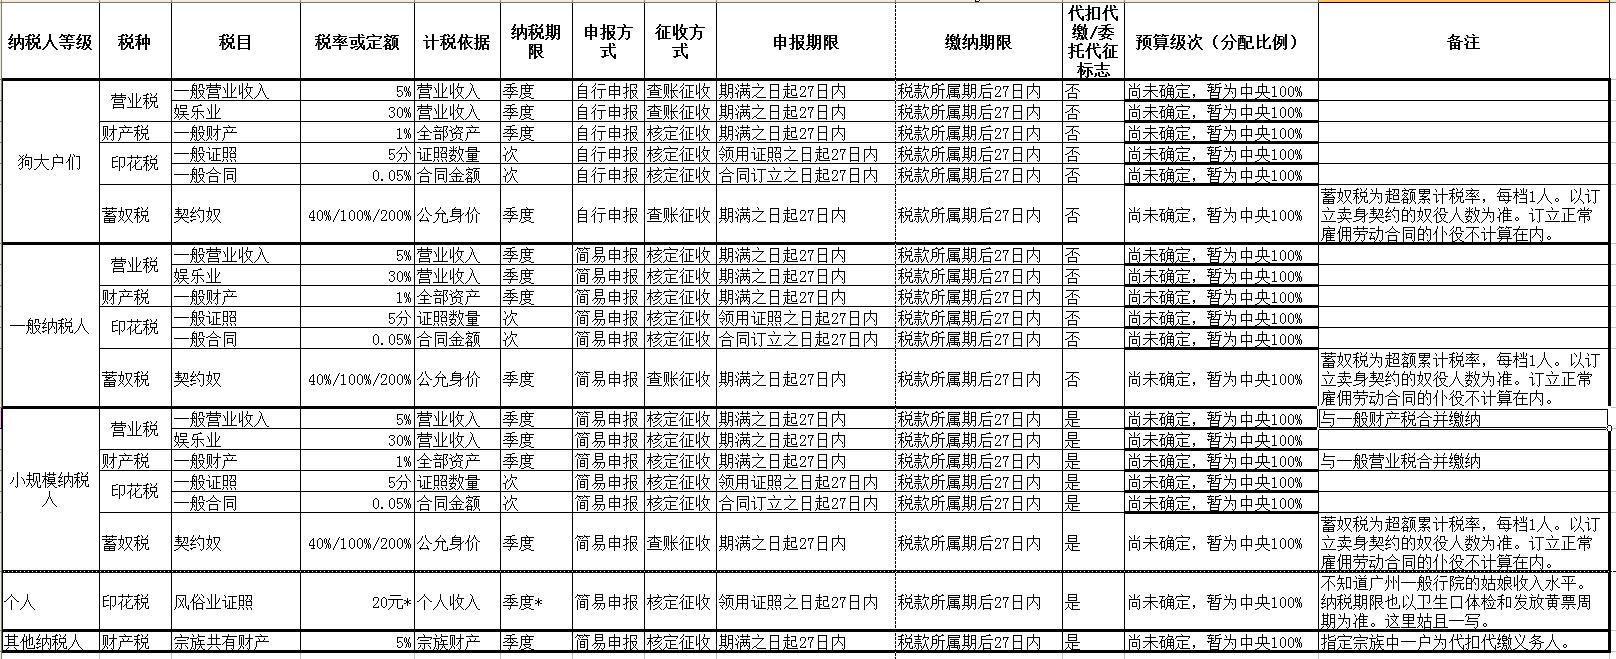 纳税人等级 税种 税目 税率或定额 计税依据 纳税期限 申报方式 征收方式 申报期限 缴纳期限 代扣代缴/委托代征标志 预算级次（分配比例） 备注
狗大户们 营业税 一般营业收入 5% 营业收入 季度 自行申报 查账征收 期满之日起27日内 税款所属期后27日内 否 尚未确定，暂为中央100%
娱乐业 30% 营业收入 季度 自行申报 查账征收 期满之日起27日内 税款所属期后27日内 否 尚未确定，暂为中央100%
财产税 一般财产 1% 全部资产 季度 自行申报 核定征收 期满之日起27日内 税款所属期后27日内 否 尚未确定，暂为中央100%
印花税 一般证照 5分 证照数量 次 自行申报 核定征收 领用证照之日起27日内 税款所属期后27日内 否 尚未确定，暂为中央100%
一般合同 0.05% 合同金额 次 自行申报 核定征收 合同订立之日起27日内 税款所属期后27日内 否 尚未确定，暂为中央100%
蓄奴税 契约奴 40%/100%/200% 公允身价 季度 自行申报 查账征收 期满之日起27日内 税款所属期后27日内 否 尚未确定，暂为中央100% 蓄奴税为超额累计税率，每档1人。以订
立卖身契约的奴役人数为准。订立正常
雇佣劳动合同的仆役不计算在内。
一般纳税人 营业税 一般营业收入 5% 营业收入 季度 简易申报 核定征收 期满之日起27日内 税款所属期后27日内 否 尚未确定，暂为中央100%
娱乐业 30% 营业收入 季度 简易申报 核定征收 期满之日起27日内 税款所属期后27日内 否 尚未确定，暂为中央100%
财产税 一般财产 1% 全部资产 季度 简易申报 核定征收 期满之日起27日内 税款所属期后27日内 否 尚未确定，暂为中央100%
印花税 一般证照 5分 证照数量 次 简易申报 核定征收 领用证照之日起27日内 税款所属期后27日内 否 尚未确定，暂为中央100%
一般合同 0.05% 合同金额 次 简易申报 核定征收 合同订立之日起27日内 税款所属期后27日内 否 尚未确定，暂为中央100%
蓄奴税 契约奴 40%/100%/200% 公允身价 季度 简易申报 查账征收 期满之日起27日内 税款所属期后27日内 否 尚未确定，暂为中央100% 蓄奴税为超额累计税率，每档1人。以订
立卖身契约的奴役人数为准。订立正常
雇佣劳动合同的仆役不计算在内。
小规模纳税人 营业税 一般营业收入 5% 营业收入 季度 简易申报 核定征收 期满之日起27日内 税款所属期后27日内 是 尚未确定，暂为中央100% 与一般财产税合并缴纳
娱乐业 30% 营业收入 季度 简易申报 核定征收 期满之日起27日内 税款所属期后27日内 是 尚未确定，暂为中央100%
财产税 一般财产 1% 全部资产 季度 简易申报 核定征收 期满之日起27日内 税款所属期后27日内 是 尚未确定，暂为中央100% 与一般营业税合并缴纳
印花税 一般证照 5分 证照数量 次 简易申报 核定征收 领用证照之日起27日内 税款所属期后27日内 是 尚未确定，暂为中央100%
一般合同 0.05% 合同金额 次 简易申报 核定征收 合同订立之日起27日内 税款所属期后27日内 是 尚未确定，暂为中央100%
蓄奴税 契约奴 40%/100%/200% 公允身价 季度 简易申报 查账征收 期满之日起27日内 税款所属期后27日内 是 尚未确定，暂为中央100% 蓄奴税为超额累计税率，每档1人。以订
立卖身契约的奴役人数为准。订立正常
雇佣劳动合同的仆役不计算在内。
个人 印花税 风俗业证照 20元* 个人收入 季度* 简易申报 核定征收 领用证照之日起27日内 税款所属期后27日内 是 尚未确定，暂为中央100% 不知道广州一般行院的姑娘收入水平。
纳税期限也以卫生口体检和发放黄票周
期为准。这里姑且一写。
其他纳税人 财产税 宗族共有财产 5% 宗族财产 季度 简易申报 核定征收 期满之日起27日内 税款所属期后27日内 是 尚未确定，暂为中央100% 指定宗族中一户为代扣代缴义务人。